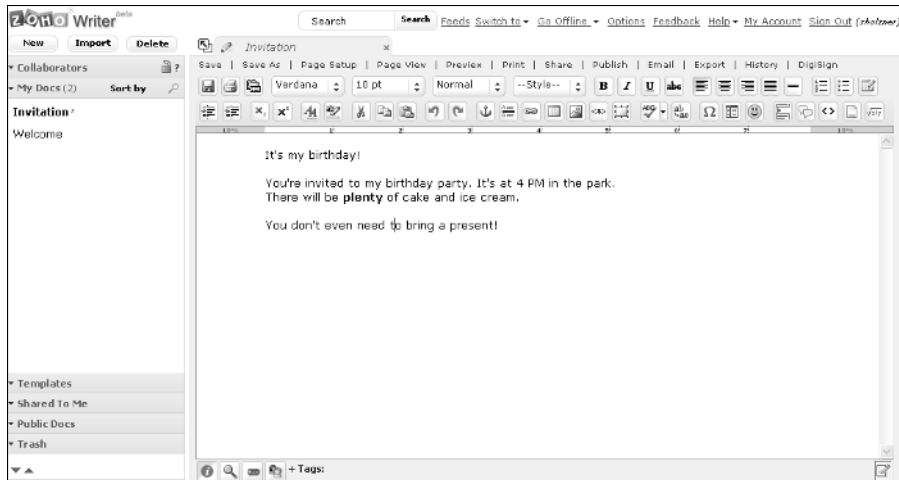 ZOHO Writer beta
Search Search Feeds Switch to Go Offline Options Feedback Help My Account Sign Out (sholzner)
New Import Delete
Invitation x
Collaborators ?
Save | Save As | Page Setup | Page View | Preview | Print | Share | Publish | Email | Export | History | DigiSign
My Docs (2) Sort by
Verdana 10 pt Normal --Style-- B I U abc
Invitation
Welcome
It's my birthday!
You're invited to my birthday party. It's at 4 PM in the park.
There will be plenty of cake and ice cream.
You don't even need to bring a present!
Templates
Shared To Me
Public Docs
Trash
+ Tags: